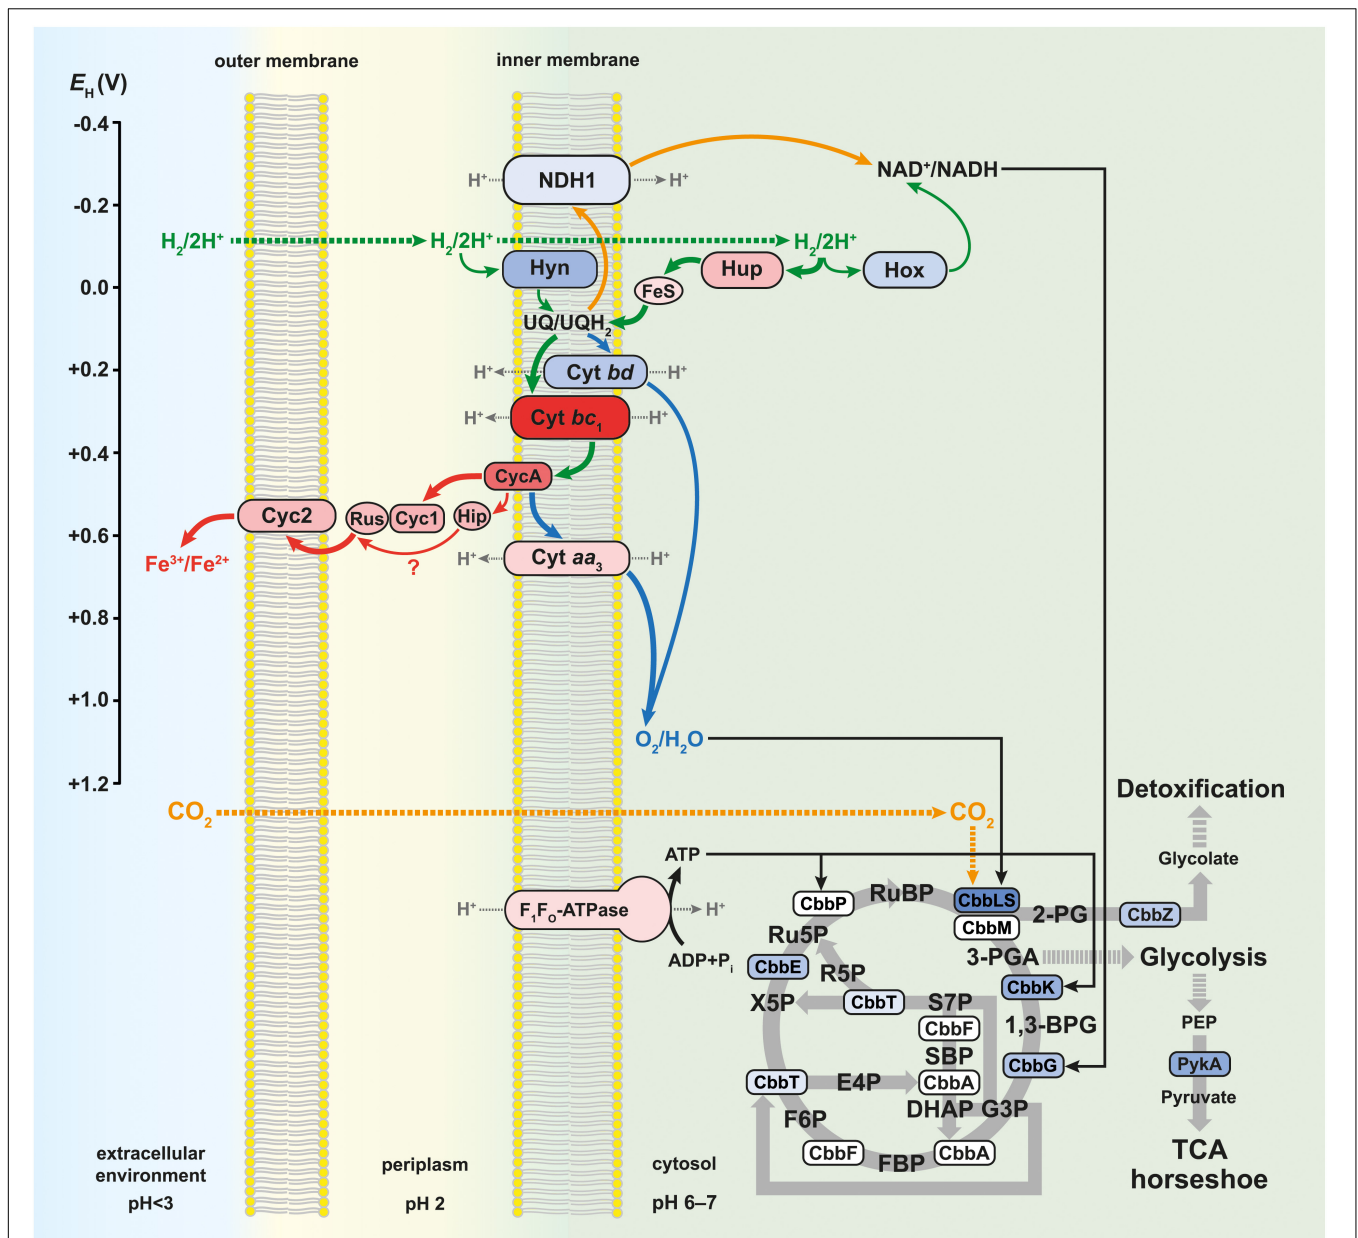 outer membrane
inner membrane
E_H (V)
-0.4
-0.2
0.0
+0.2
+0.4
+0.6
+0.8
+1.0
+1.2
NAD⁺/NADH
H⁺
NDH1
H⁺
H₂/2H⁺
H₂/2H⁺
H₂/2H⁺
Hyn
Hup
Hox
FeS
UQ/UQH₂
H⁺
Cyt bd
H⁺
H⁺
Cyt bc₁
H⁺
CycA
Cyc2
Rus
Cyc1
Hip
Fe³⁺/Fe²⁺
?
H⁺
Cyt aa₃
H⁺
O₂/H₂O
CO₂
CO₂
Detoxification
ATP
Glycolate
H⁺
F₁F₀-ATPase
H⁺
ADP+Pᵢ
CbbP
RuBP
CbbLS
CbbM
2-PG
CbbZ
Ru5P
3-PGA
Glycolysis
CbbE
R5P
CbbK
X5P
CbbT
S7P
CbbF
1,3-BPG
PEP
SBP
CbbG
PykA
CbbT
E4P
CbbA
DHAP
G3P
Pyruvate
F6P
CbbF
FBP
CbbA
TCA
horseshoe
extracellular
environment
pH<3
periplasm
pH 2
cytosol
pH 6–7